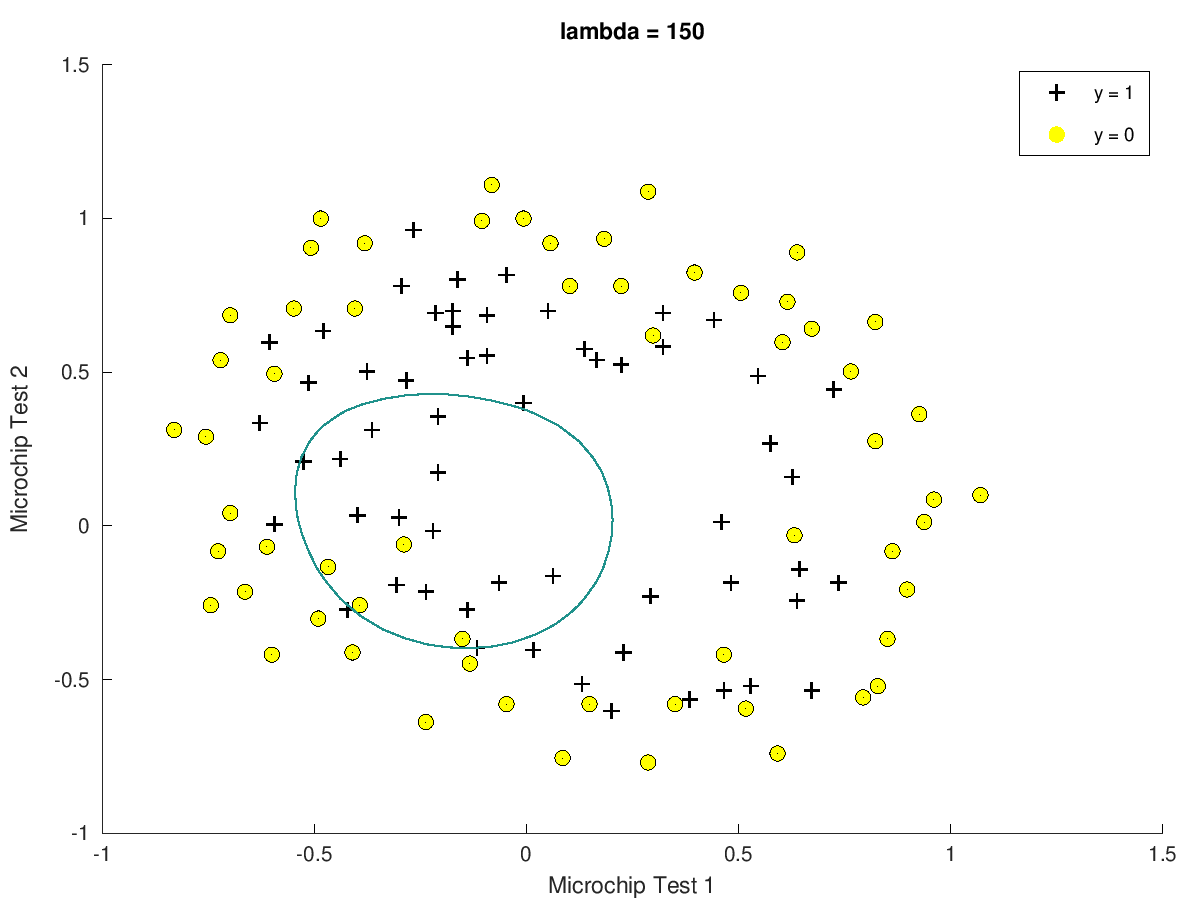 lambda = 150
y = 1
y = 0
1.5
1
0.5
0
-0.5
-1
Microchip Test 2
-1
-0.5
0
0.5
1
1.5
Microchip Test 1